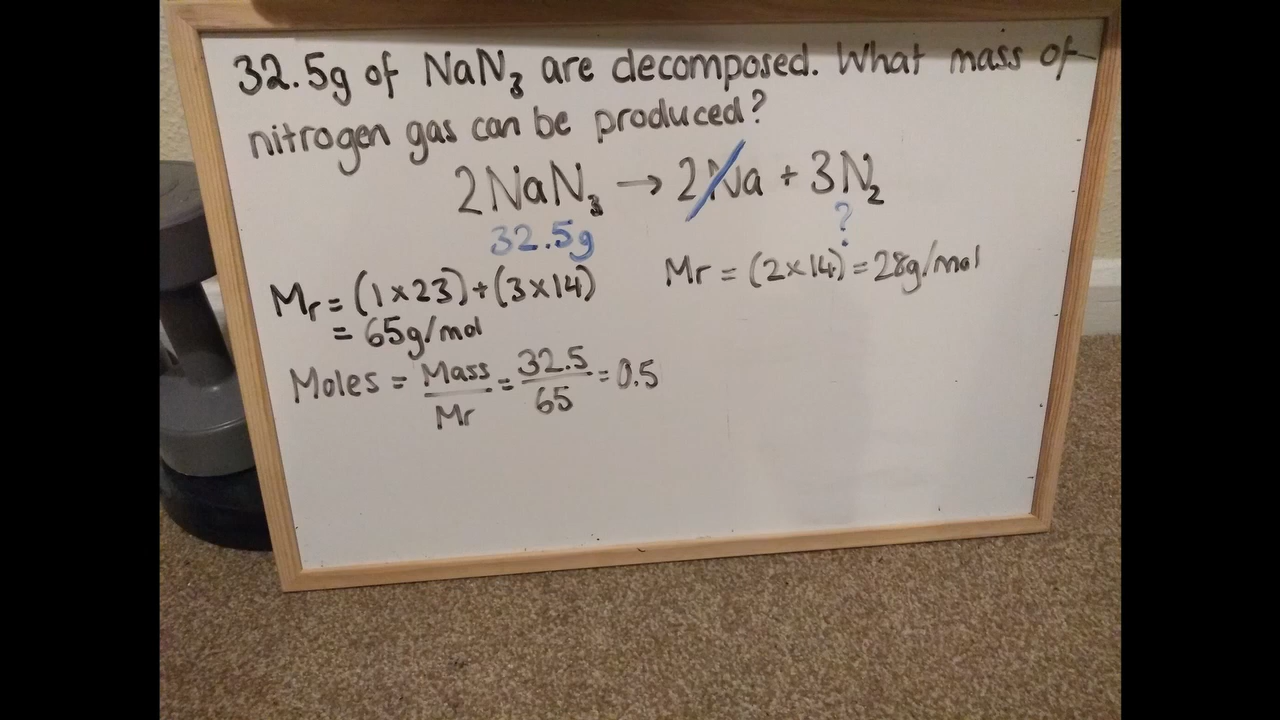 32.5g of NaN₃ are decomposed. What mass of
nitrogen gas can be produced?
2NaN₃ → 2Na + 3N₂
32.5g ?
Mr = (1×23)+(3×14) Mr = (2×14) = 28g/mol
= 65g/mol
Moles = Mass/Mr = 32.5/65 = 0.5